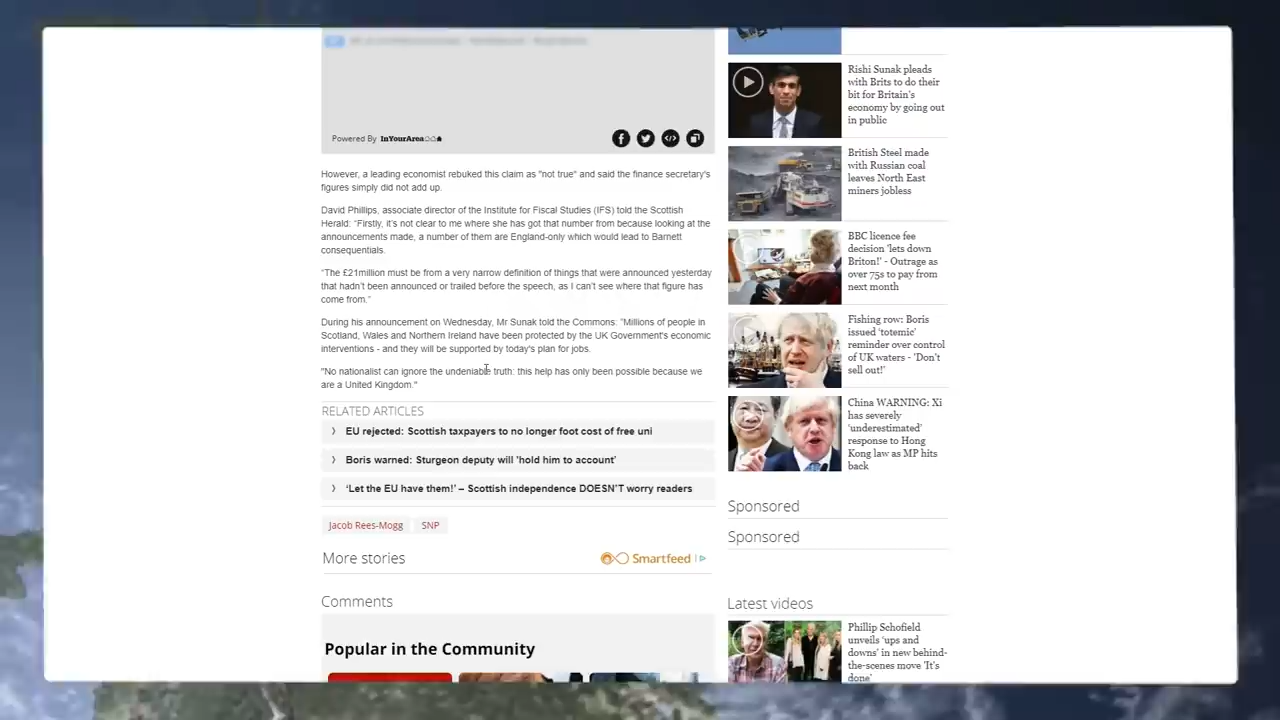 Powered By InYourArea
However, a leading economist rebuked this claim as "not true" and said the finance secretary's
figures simply did not add up.
David Phillips, associate director of the Institute for Fiscal Studies (IFS) told the Scottish
Herald: “Firstly, it's not clear to me where she has got that number from because looking at the
announcements made, a number of them are England-only which would lead to Barnett
consequentials.
“The £21million must be from a very narrow definition of things that were announced yesterday
that hadn't been announced or trailed before the speech, as I can't see where that figure has
come from.”
During his announcement on Wednesday, Mr Sunak told the Commons: "Millions of people in
Scotland, Wales and Northern Ireland have been protected by the UK Government's economic
interventions - and they will be supported by today's plan for jobs.
"No nationalist can ignore the undeniable truth: this help has only been possible because we
are a United Kingdom."
RELATED ARTICLES
EU rejected: Scottish taxpayers to no longer foot cost of free uni
Boris warned: Sturgeon deputy will 'hold him to account'
‘Let the EU have them!’ – Scottish independence DOESN'T worry readers
Jacob Rees-Mogg SNP
More stories
Smartfeed
Comments
Popular in the Community
Rishi Sunak pleads
with Brits to do their
bit for Britain's
economy by going out
in public
British Steel made
with Russian coal
leaves North East
miners jobless
BBC licence fee
decision 'lets down
Briton!' - Outrage as
over 75s to pay from
next month
Fishing row: Boris
issued ‘totemic’
reminder over control
of UK waters - 'Don't
sell out!'
China WARNING: Xi
has severely
‘underestimated’
response to Hong
Kong law as MP hits
back
Sponsored
Sponsored
Latest videos
Phillip Schofield
unveils ‘ups and
downs’ in new behind-
the-scenes move 'It's
done'